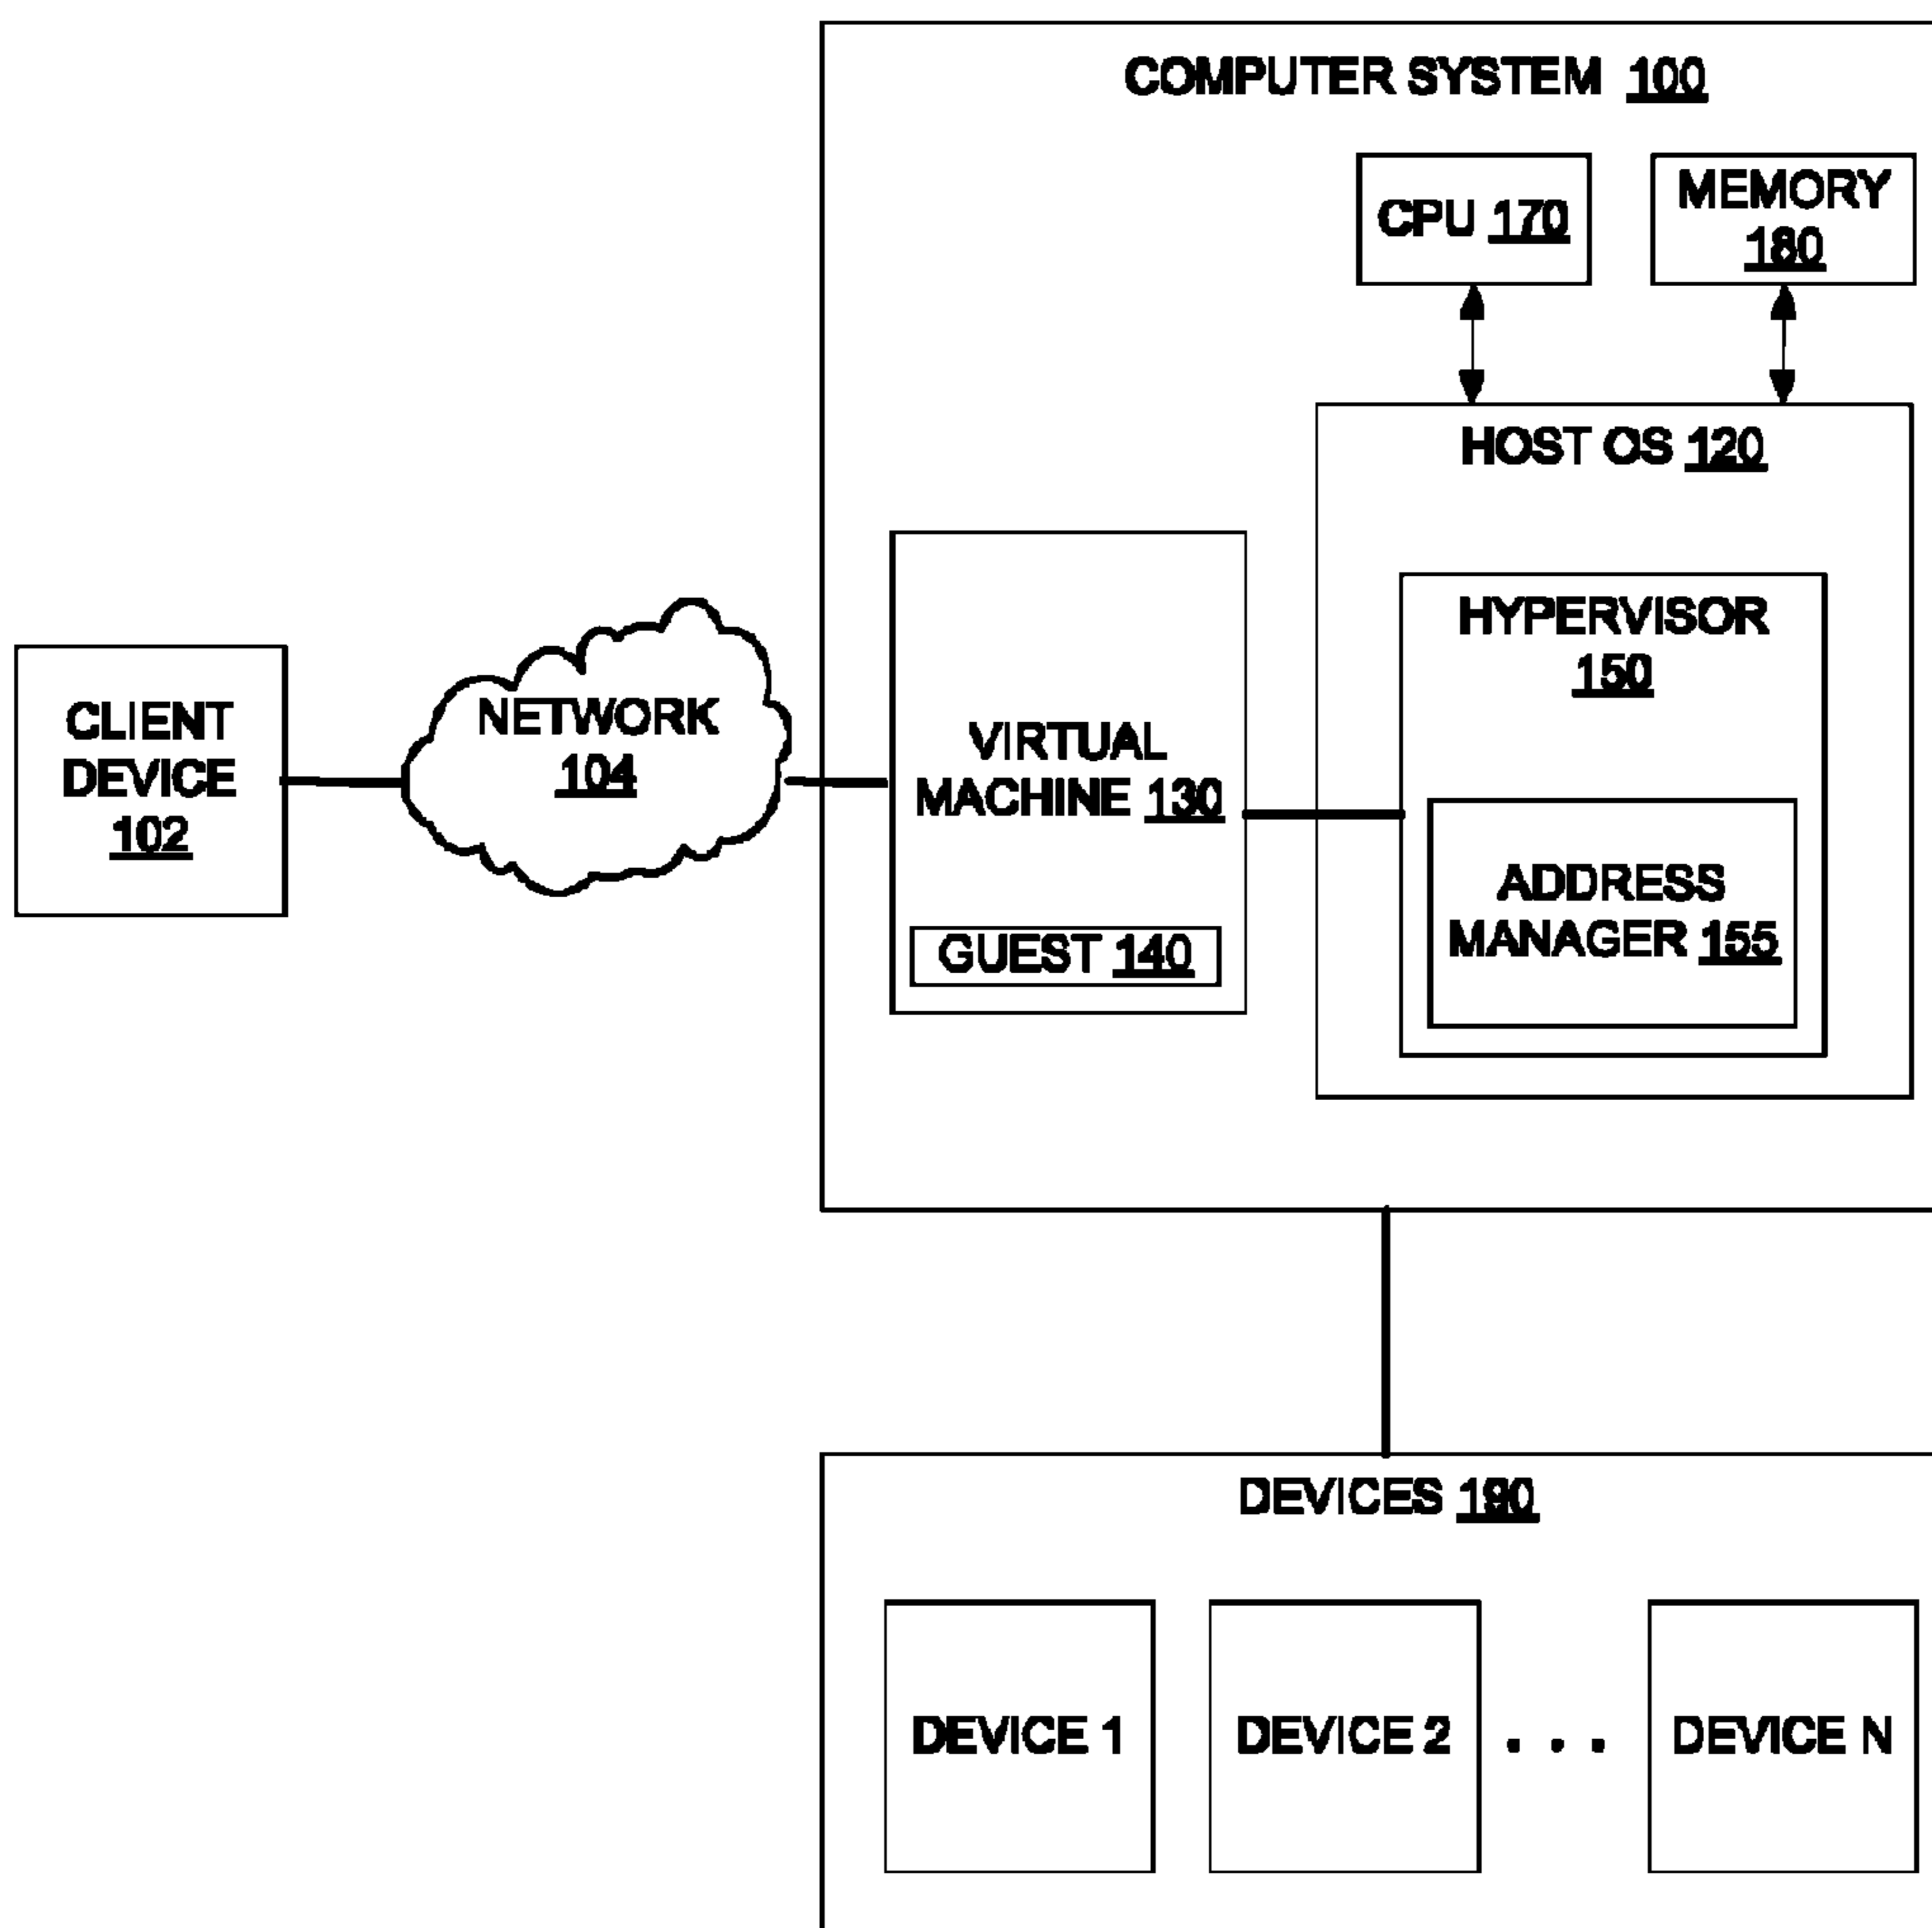 COMPUTER SYSTEM 100
CPU 170
MEMORY
180
HOST OS 120
HYPERVISOR
150
CLIENT
DEVICE
102
NETWORK
104
VIRTUAL
MACHINE 130
ADDRESS
MANAGER 155
GUEST 140
DEVICES 190
DEVICE 1
DEVICE 2
. . .
DEVICE N